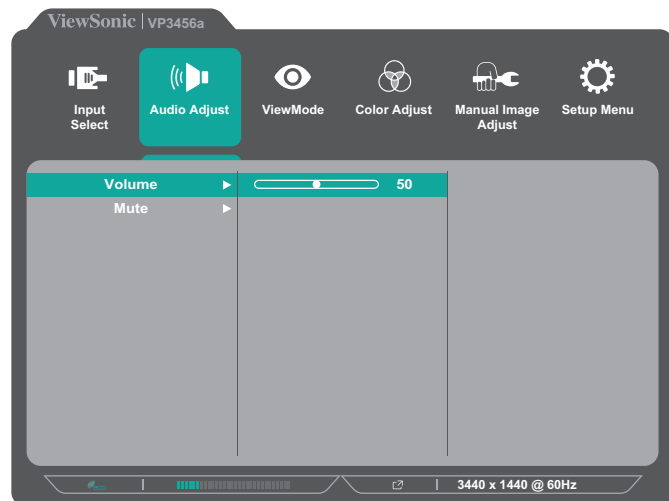 ViewSonic | VP3456a
Input Select
Audio Adjust
ViewMode
Color Adjust
Manual Image Adjust
Setup Menu
Volume 50
Mute
3440 x 1440 @ 60Hz